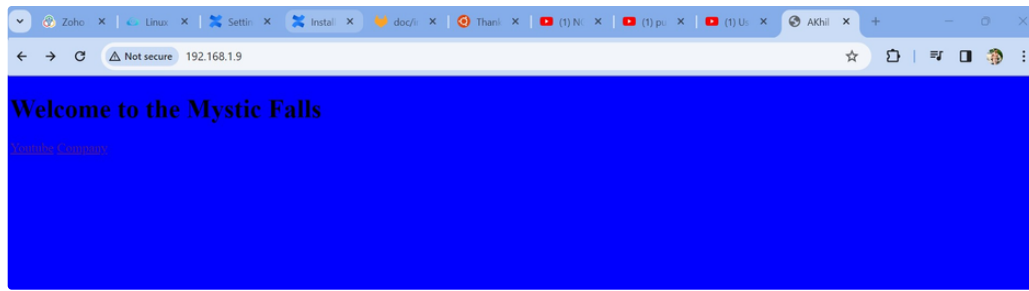 Zoho Linux Settin Instal doc/i Thank (1) N (1) pu (1) Us AKhil
Not secure 192.168.1.9
Welcome to the Mystic Falls
Youtube Company